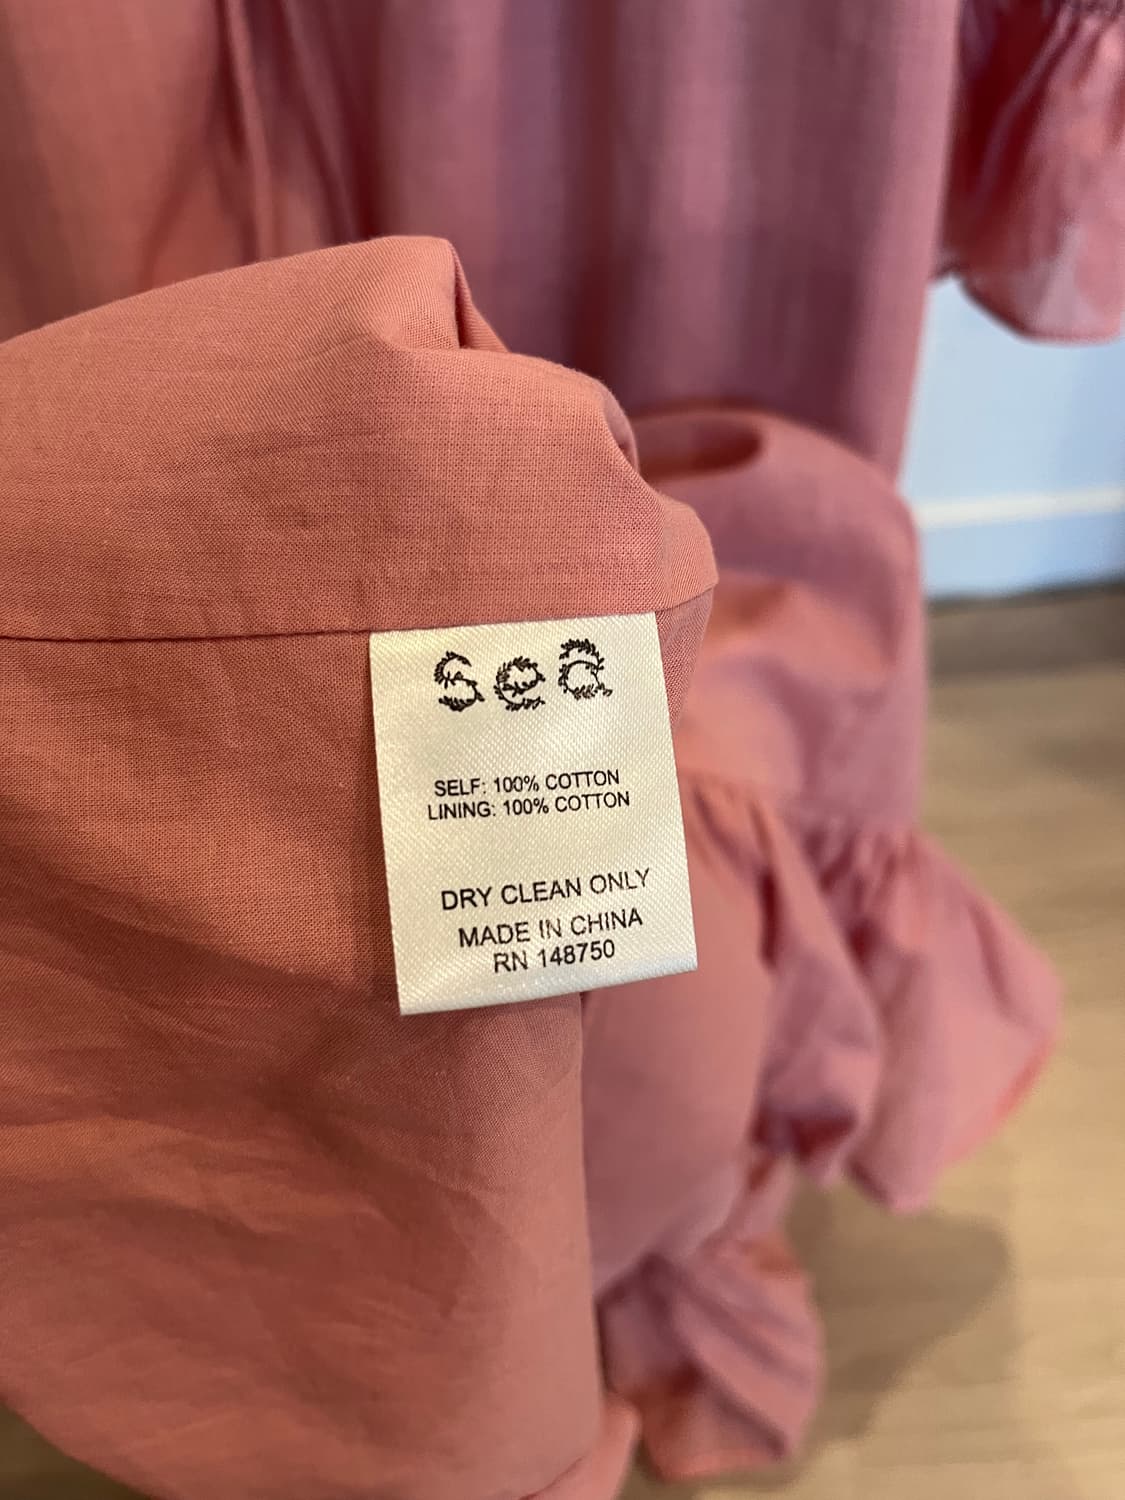 sea
SELF: 100% COTTON
LINING: 100% COTTON
DRY CLEAN ONLY
MADE IN CHINA
RN 148750